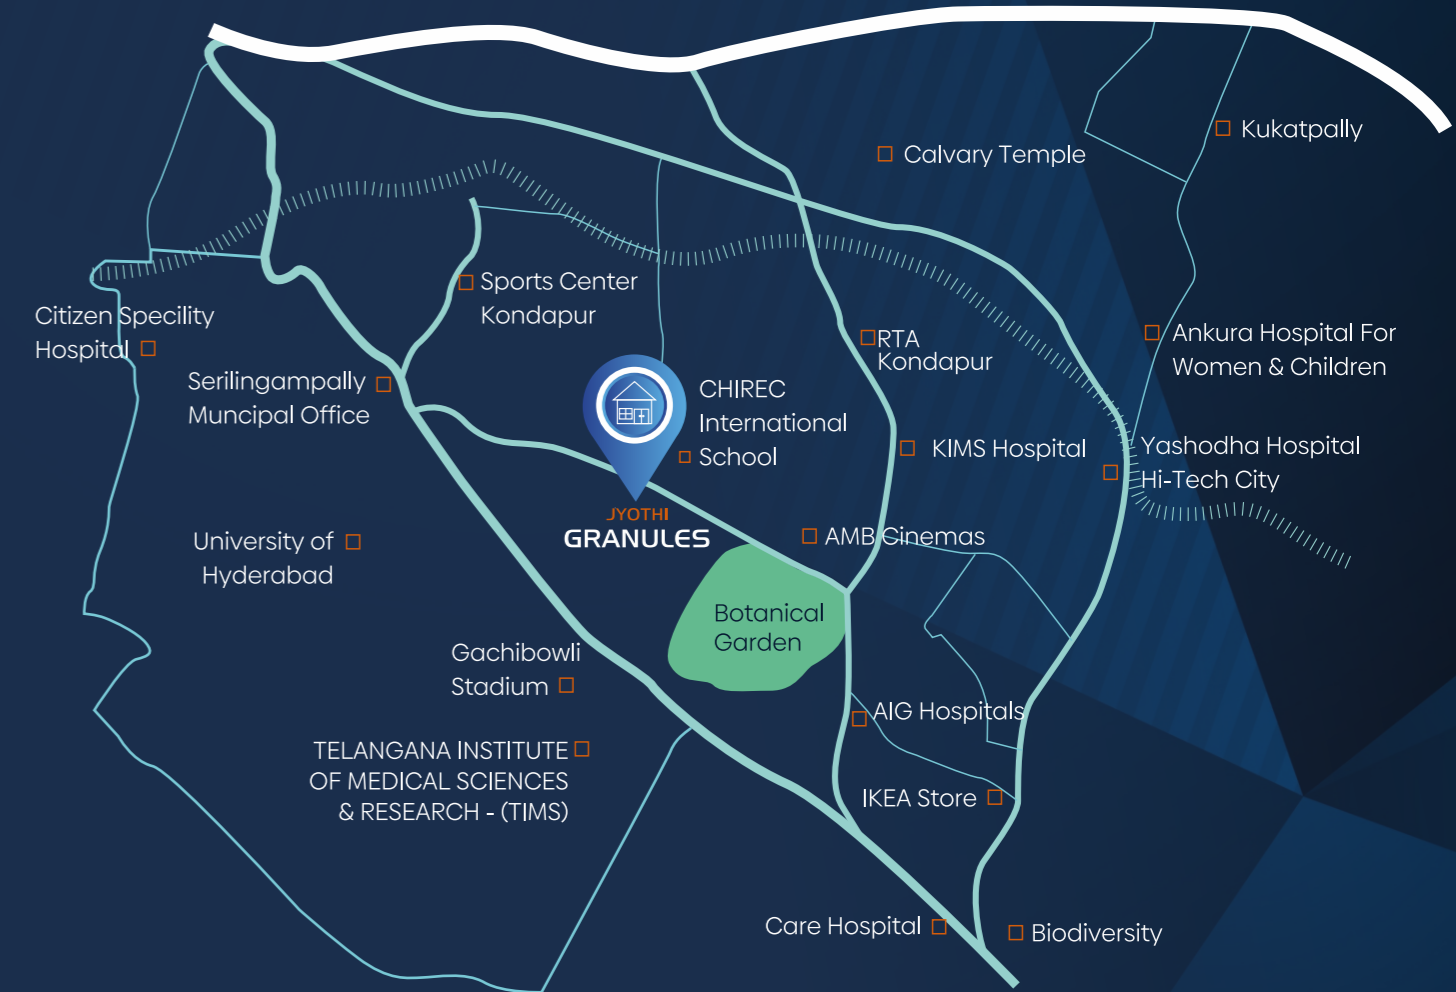 Kukatpally
Calvary Temple
Sports Center
Kondapur
Citizen Specility
Hospital
RTA
Kondapur
Ankura Hospital For
Women & Children
Serilingampally
Muncipal Office
CHIREC
International
School
KIMS Hospital
Yashodha Hospital
Hi-Tech City
JYOTHI
GRANULES
AMB Cinemas
University of
Hyderabad
Botanical
Garden
Gachibowli
Stadium
AIG Hospitals
TELANGANA INSTITUTE
OF MEDICAL SCIENCES
& RESEARCH - (TIMS)
IKEA Store
Care Hospital
Biodiversity